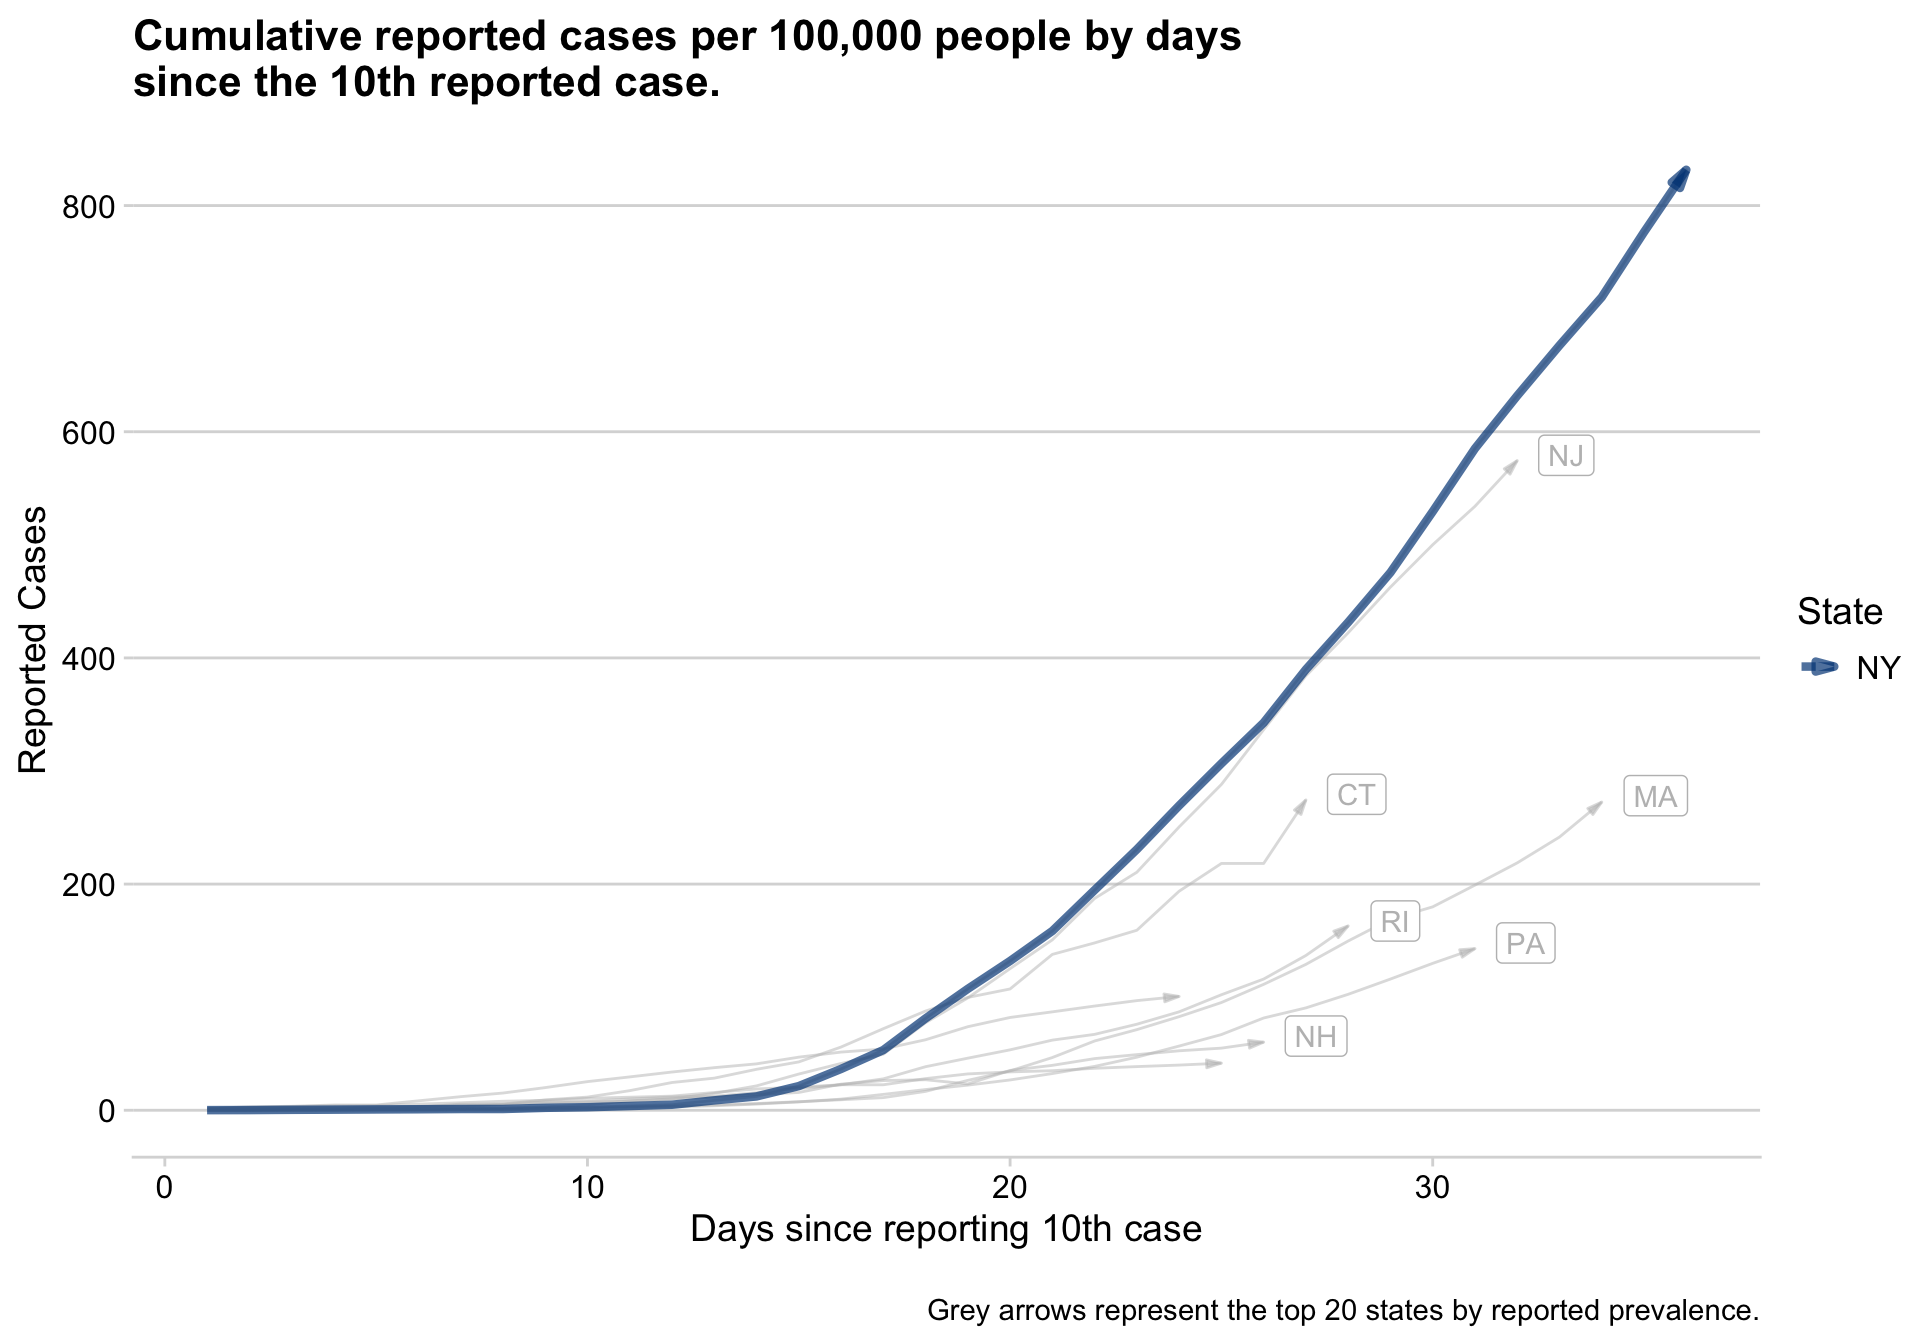 Cumulative reported cases per 100,000 people by days
since the 10th reported case.
Reported Cases
800
600
400
200
0
NJ
CT
MA
RI
PA
NH
State
NY
0 10 20 30
Days since reporting 10th case
Grey arrows represent the top 20 states by reported prevalence.